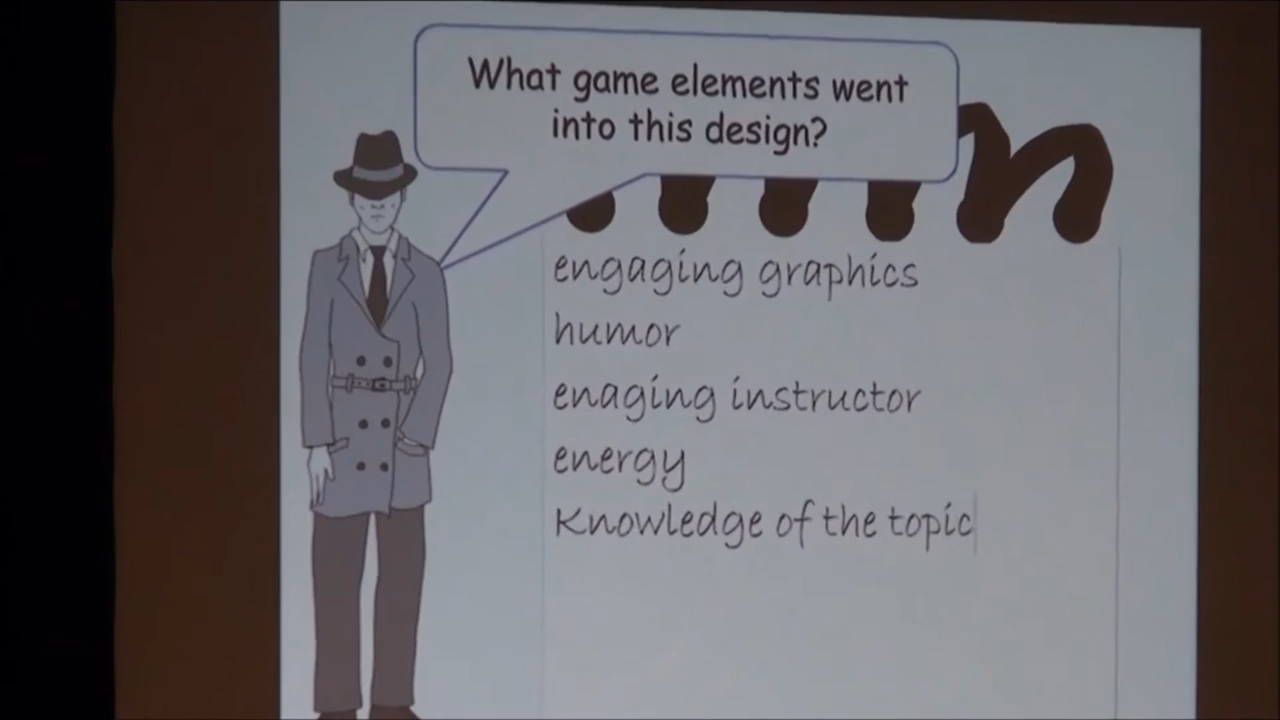 What game elements went
into this design?
engaging graphics
humor
enaging instructor
energy
Knowledge of the topic